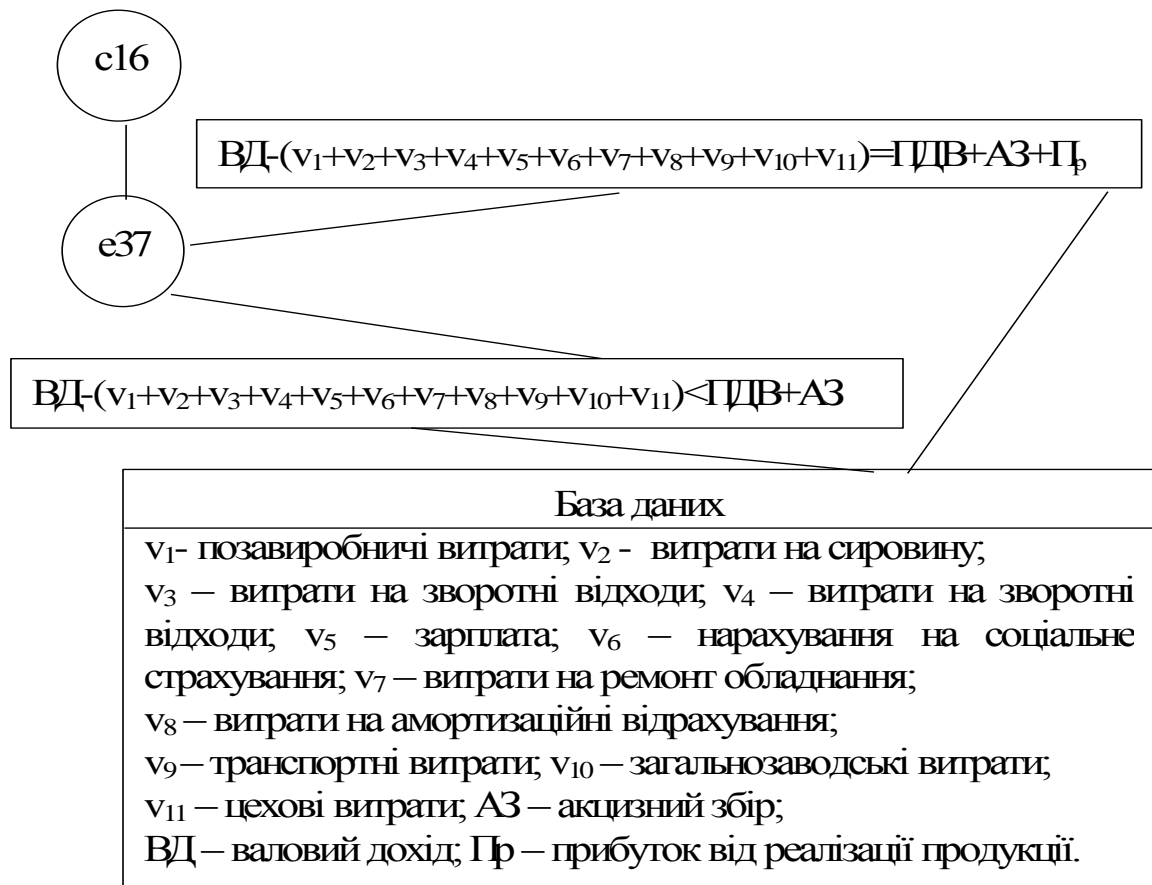 c16
ВД-(v₁+v₂+v₃+v₄+v₅+v₆+v₇+v₈+v₉+v₁₀+v₁₁)=ПДВ+АЗ+Пр
e37
ВД-(v₁+v₂+v₃+v₄+v₅+v₆+v₇+v₈+v₉+v₁₀+v₁₁)<ПДВ+АЗ
База даних
v₁- позавиробничі витрати; v₂ - витрати на сировину;
v₃ – витрати на зворотні відходи; v₄ – витрати на зворотні
відходи; v₅ – зарплата; v₆ – нарахування на соціальне
страхування; v₇ – витрати на ремонт обладнання;
v₈ – витрати на амортизаційні відрахування;
v₉ – транспортні витрати; v₁₀ – загальнозаводські витрати;
v₁₁ – цехові витрати; АЗ – акцизний збір;
ВД – валовий дохід; Пр – прибуток від реалізації продукції.